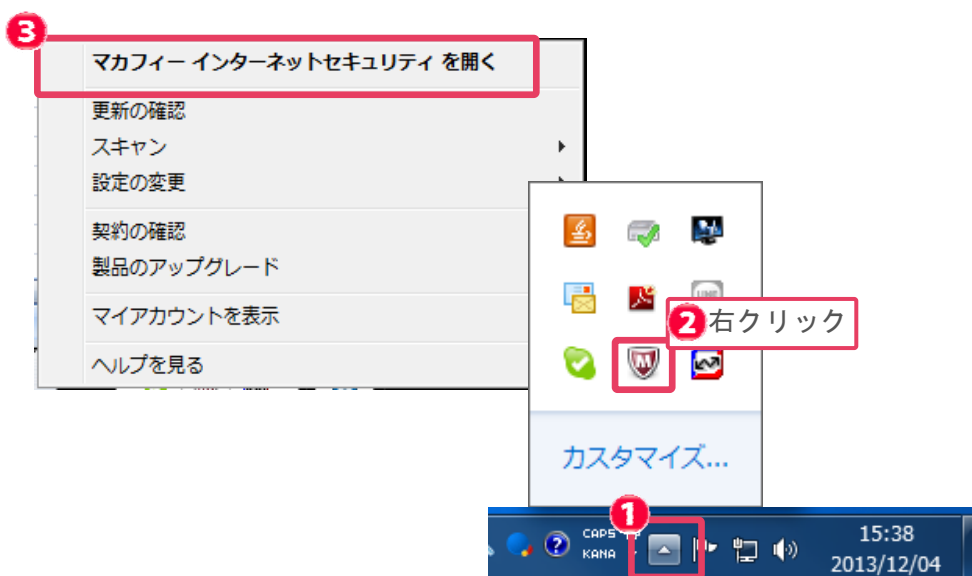 3
マカフィー インターネットセキュリティ を開く
更新の確認
スキャン
設定の変更
契約の確認
製品のアップグレード
マイアカウントを表示
ヘルプを見る
2 右クリック
カスタマイズ...
1
CAPS
KANA
15:38
2013/12/04